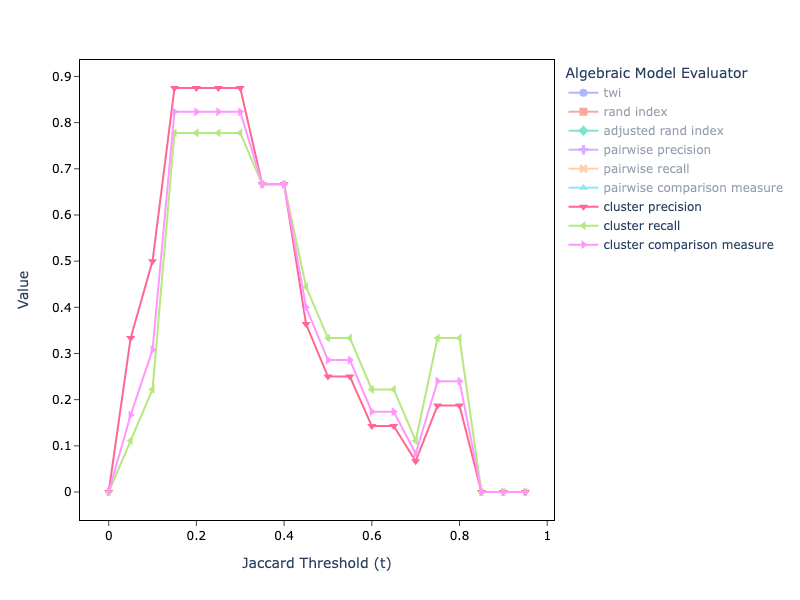 Algebraic Model Evaluator
twi
rand index
adjusted rand index
pairwise precision
pairwise recall
pairwise comparison measure
cluster precision
cluster recall
cluster comparison measure
0.9
0.8
0.7
0.6
0.5
0.4
0.3
0.2
0.1
0
Value
0 0.2 0.4 0.6 0.8 1
Jaccard Threshold (t)